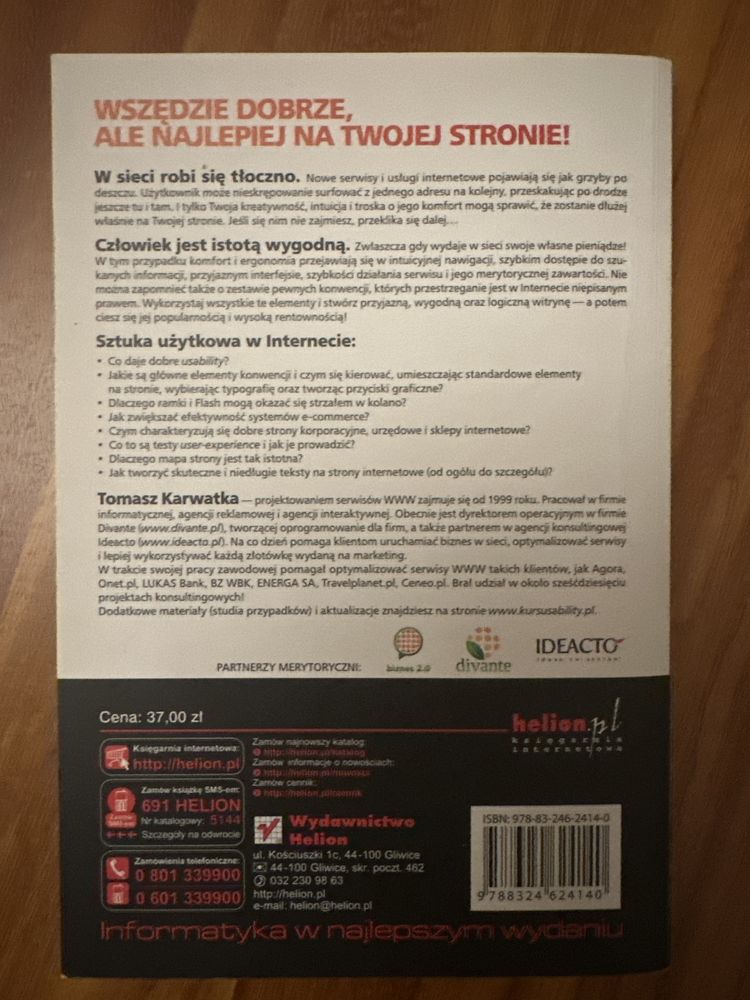 WSZĘDZIE DOBRZE,
ALE NAJLEPIEJ NA TWOJEJ STRONIE!
W sieci robi się tłoczno. Nowe serwisy i usługi internetowe pojawiają się jak grzyby po
deszczu. Użytkownik może nieskrępowanie surfować z jednego adresu na kolejny, przeskakując po drodze
jeszcze tu i tam. I tylko Twoja kreatywność, intuicja i troska o jego komfort mogą sprawić, że zostanie dłużej
właśnie na Twojej stronie. Jeśli się nim nie zajmiesz, przeklika się dalej...
Człowiek jest istotą wygodną. Zwłaszcza gdy wydaje w sieci swoje własne pieniądze!
W tym przypadku komfort i ergonomia przejawiają się w intuicyjnej nawigacji, szybkim dostępie do szu-
kanych informacji, przyjaznym interfejsie, szybkości działania serwisu i jego merytorycznej zawartości. Nie
można zapomnieć także o zestawie pewnych konwencji, których przestrzeganie jest w Internecie niepisanym
prawem. Wykorzystaj wszystkie te elementy i stwórz przyjazną, wygodną oraz logiczną witrynę — a potem
ciesz się jej popularnością i wysoką rentownością!
Sztuka użytkowa w Internecie:
• Co daje dobre usability?
• Jakie są główne elementy konwencji i czym się kierować, umieszczając standardowe elementy
na stronie, wybierając typografię oraz tworząc przyciski graficzne?
• Dlaczego ramki i Flash mogą okazać się strzałem w kolano?
• Jak zwiększać efektywność systemów e-commerce?
• Czym charakteryzują się dobre strony korporacyjne, urzędowe i sklepy internetowe?
• Co to są testy user-experience i jak je prowadzić?
• Dlaczego mapa strony jest tak istotna?
• Jak tworzyć skuteczne i niedługie teksty na strony internetowe (od ogółu do szczegółu)?
Tomasz Karwatka — projektowaniem serwisów WWW zajmuje się od 1999 roku. Pracował w firmie
informatycznej, agencji reklamowej i agencji interaktywnej. Obecnie jest dyrektorem operacyjnym w firmie
Divante (www.divante.pl), tworzącej oprogramowanie dla firm, a także partnerem w agencji konsultingowej
Ideacto (www.ideacto.pl). Na co dzień pomaga klientom uruchamiać biznes w sieci, optymalizować serwisy
i lepiej wykorzystywać każdą złotówkę wydaną na marketing.
W trakcie swojej pracy zawodowej pomagał optymalizować serwisy WWW takich klientów, jak Agora,
Onet.pl, LUKAS Bank, BZ WBK, ENERGA SA, Travelplanet.pl, Ceneo.pl. Brał udział w około sześćdziesięciu
projektach konsultingowych!
Dodatkowe materiały (studia przypadków) i aktualizacje znajdziesz na stronie www.kursusability.pl.
PARTNERZY MERYTORYCZNI:
biznes 2.0
divante
IDEACTO
Cena: 37,00 zł
helion.pl
księgarnia
internetowa
Księgarnia internetowa:
http://helion.pl
Zamów najnowszy katalog:
http://helion.pl/katalog
Zamów informacje o nowościach:
http://helion.pl/nowosci
Zamów cennik:
http://helion.pl/cennik
Zamów książkę SMS-em:
691 HELION
Zamów
SMS-em
Nr katalogowy: 5144
Szczegóły na odwrocie
Zamówienia telefoniczne:
0 801 339900
0 601 339900
Wydawnictwo
Helion
ul. Kościuszki 1c, 44-100 Gliwice
44-100 Gliwice, skr. poczt. 462
032 230 98 63
http://helion.pl
e-mail: helion@helion.pl
ISBN: 978-83-246-2414-0
9 788324 624140
Informatyka w najlepszym wydaniu